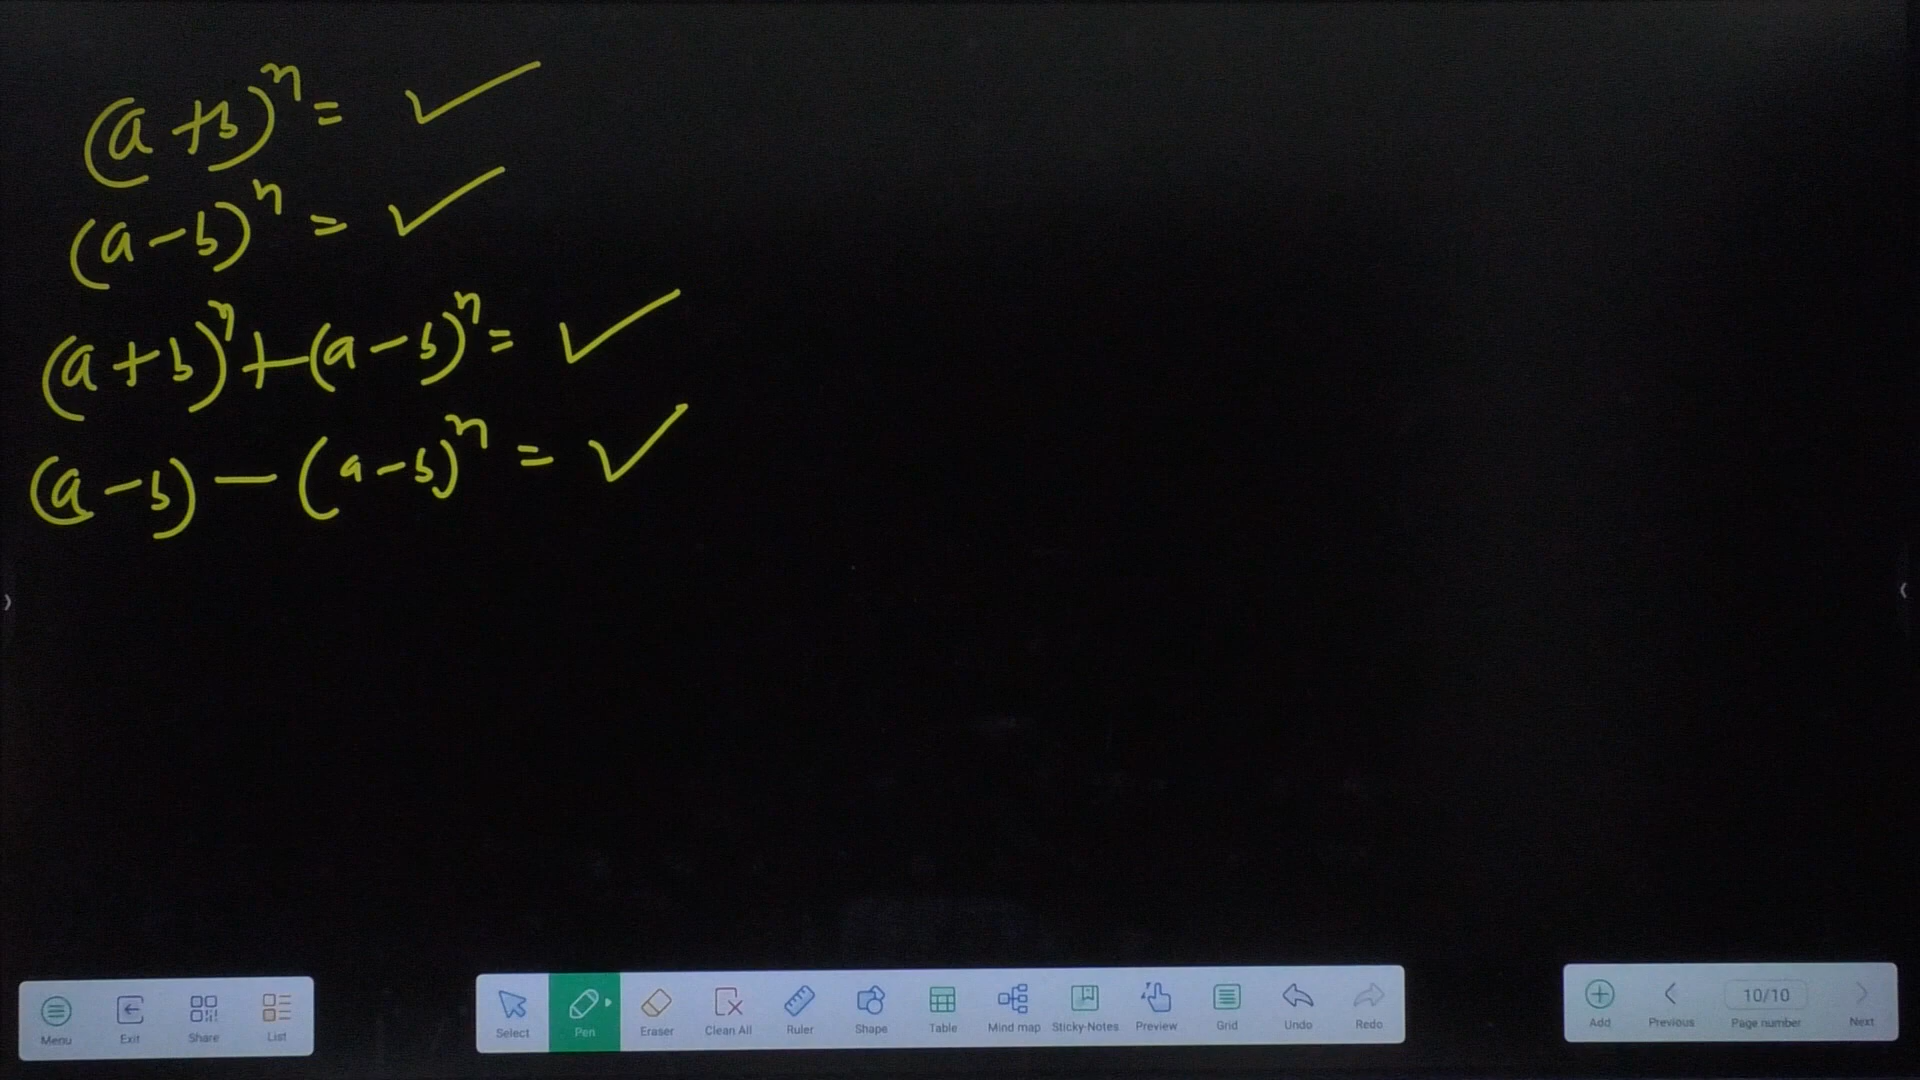 (a+b)ⁿ = ✓
(a-b)ⁿ = ✓
(a+b)ⁿ+(a-b)ⁿ = ✓
(a-b)-(a-b)ⁿ = ✓
Menu Exit Share List
Select Pen Eraser Clean All Ruler Shape Table Mind map Sticky-Notes Preview Grid Undo Redo
Add Previous 10/10 Page number Next